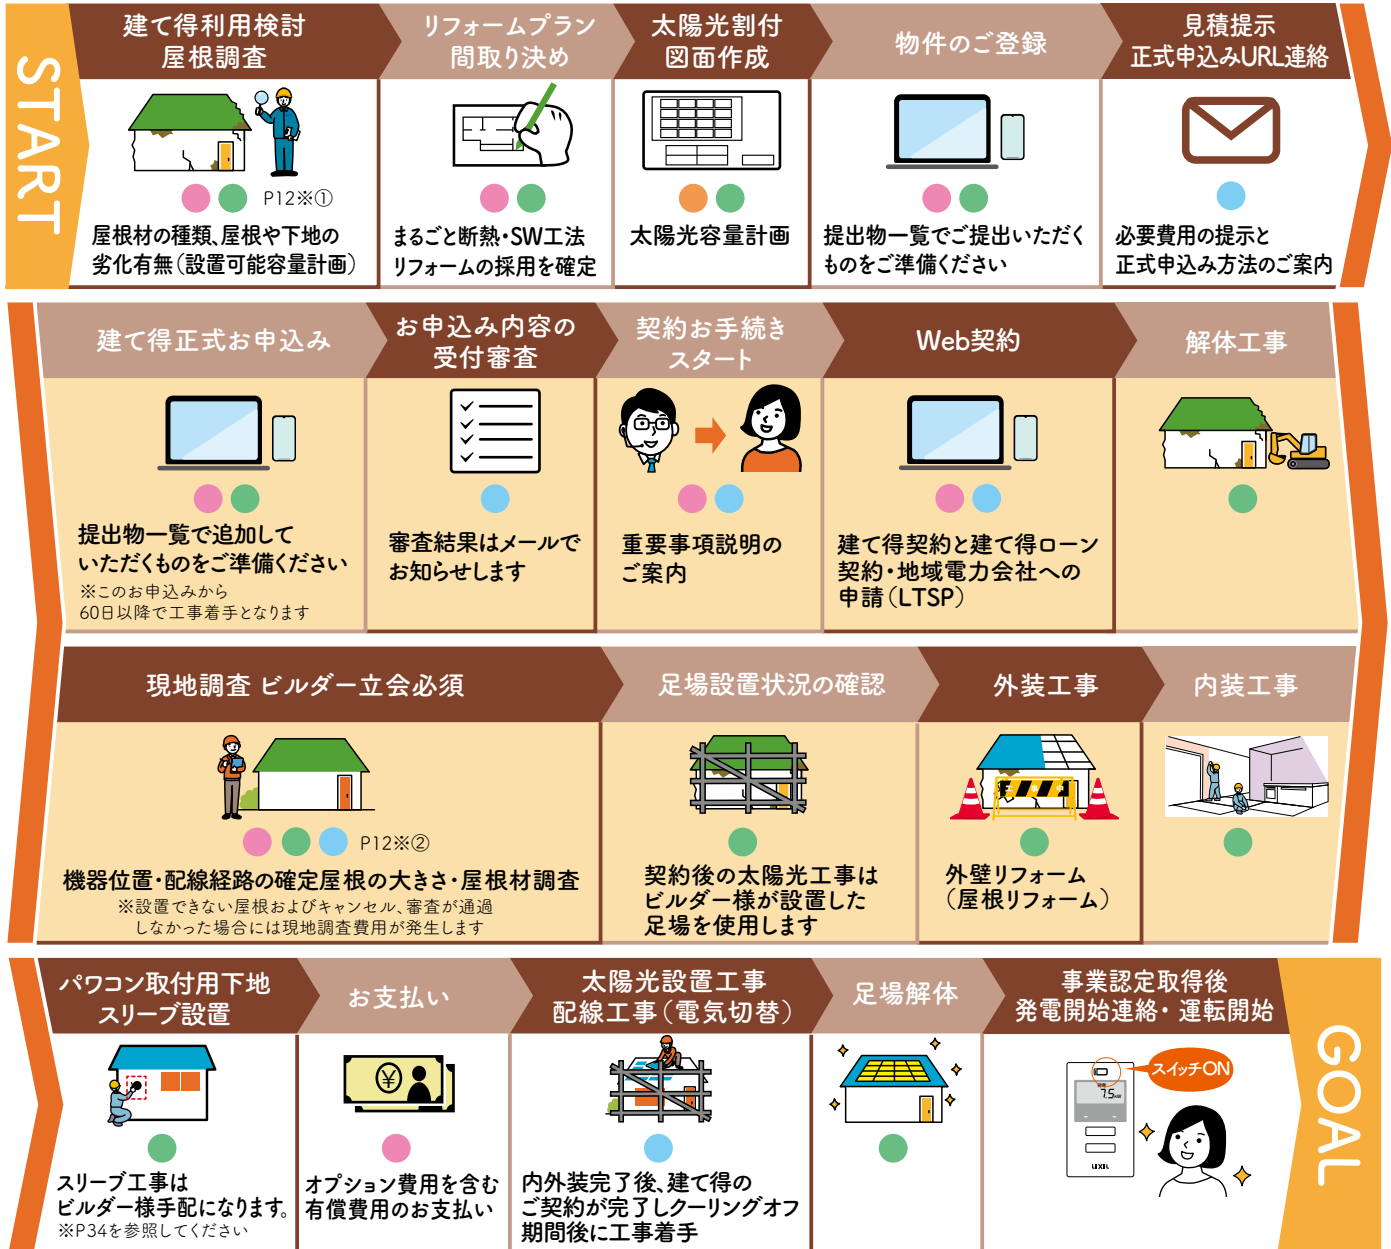 START
建て得利用検討
屋根調査
P12※①
屋根材の種類、屋根や下地の
劣化有無(設置可能容量計画)
リフォームプラン
間取り決め
まるごと断熱・SW工法
リフォームの採用を確定
太陽光割付
図面作成
太陽光容量計画
物件のご登録
提出物一覧でご提出いただく
ものをご準備ください
見積提示
正式申込みURL連絡
必要費用の提示と
正式申込み方法のご案内
建て得正式お申込み
提出物一覧で追加して
いただくものをご準備ください
※このお申込みから
60日以降で工事着手となります
お申込み内容の
受付審査
審査結果はメールで
お知らせします
契約お手続き
スタート
重要事項説明の
ご案内
Web契約
建て得契約と建て得ローン
契約・地域電力会社への
申請(LTSP)
解体工事
現地調査 ビルダー立会必須
P12※②
機器位置・配線経路の確定屋根の大きさ・屋根材調査
※設置できない屋根およびキャンセル、審査が通過
しなかった場合には現地調査費用が発生します
足場設置状況の確認
契約後の太陽光工事は
ビルダー様が設置した
足場を使用します
外装工事
外壁リフォーム
(屋根リフォーム)
内装工事
パワコン取付用下地
スリーブ設置
スリーブ工事は
ビルダー様手配になります。
※P34を参照してください
お支払い
オプション費用を含む
有償費用のお支払い
太陽光設置工事
配線工事(電気切替)
内外装完了後、建て得の
ご契約が完了しクーリングオフ
期間後に工事着手
足場解体
事業認定取得後
発電開始連絡・運転開始
スイッチON
7.5kW
LIXIL
GOAL